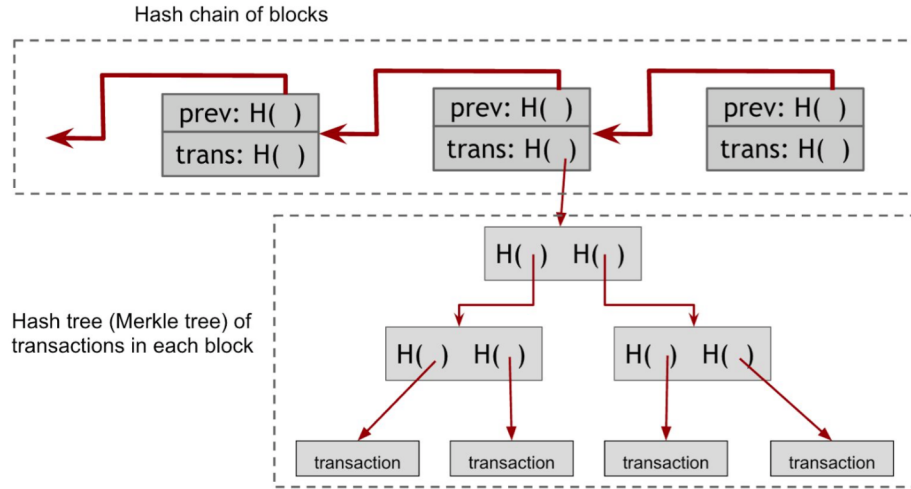 Hash chain of blocks
prev: H( )
trans: H( )
prev: H( )
trans: H( )
prev: H( )
trans: H( )
H( ) H( )
Hash tree (Merkle tree) of
transactions in each block
H( ) H( )
H( ) H( )
transaction
transaction
transaction
transaction